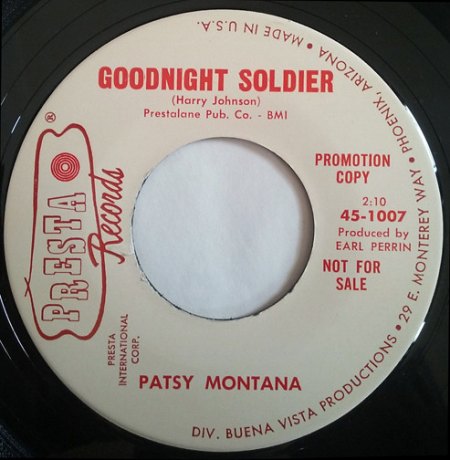 GOODNIGHT SOLDIER
(Harry Johnson)
Prestalane Pub. Co. - BMI
PRESTA ®
Records
PRESTA
INTERNATIONAL
CORP.
PROMOTION
COPY
2:10
45-1007
Produced by
EARL PERRIN
NOT FOR
SALE
PATSY MONTANA
DIV. BUENA VISTA PRODUCTIONS • 29 E. MONTEREY WAY • PHOENIX, ARIZONA • MADE IN U.S.A.